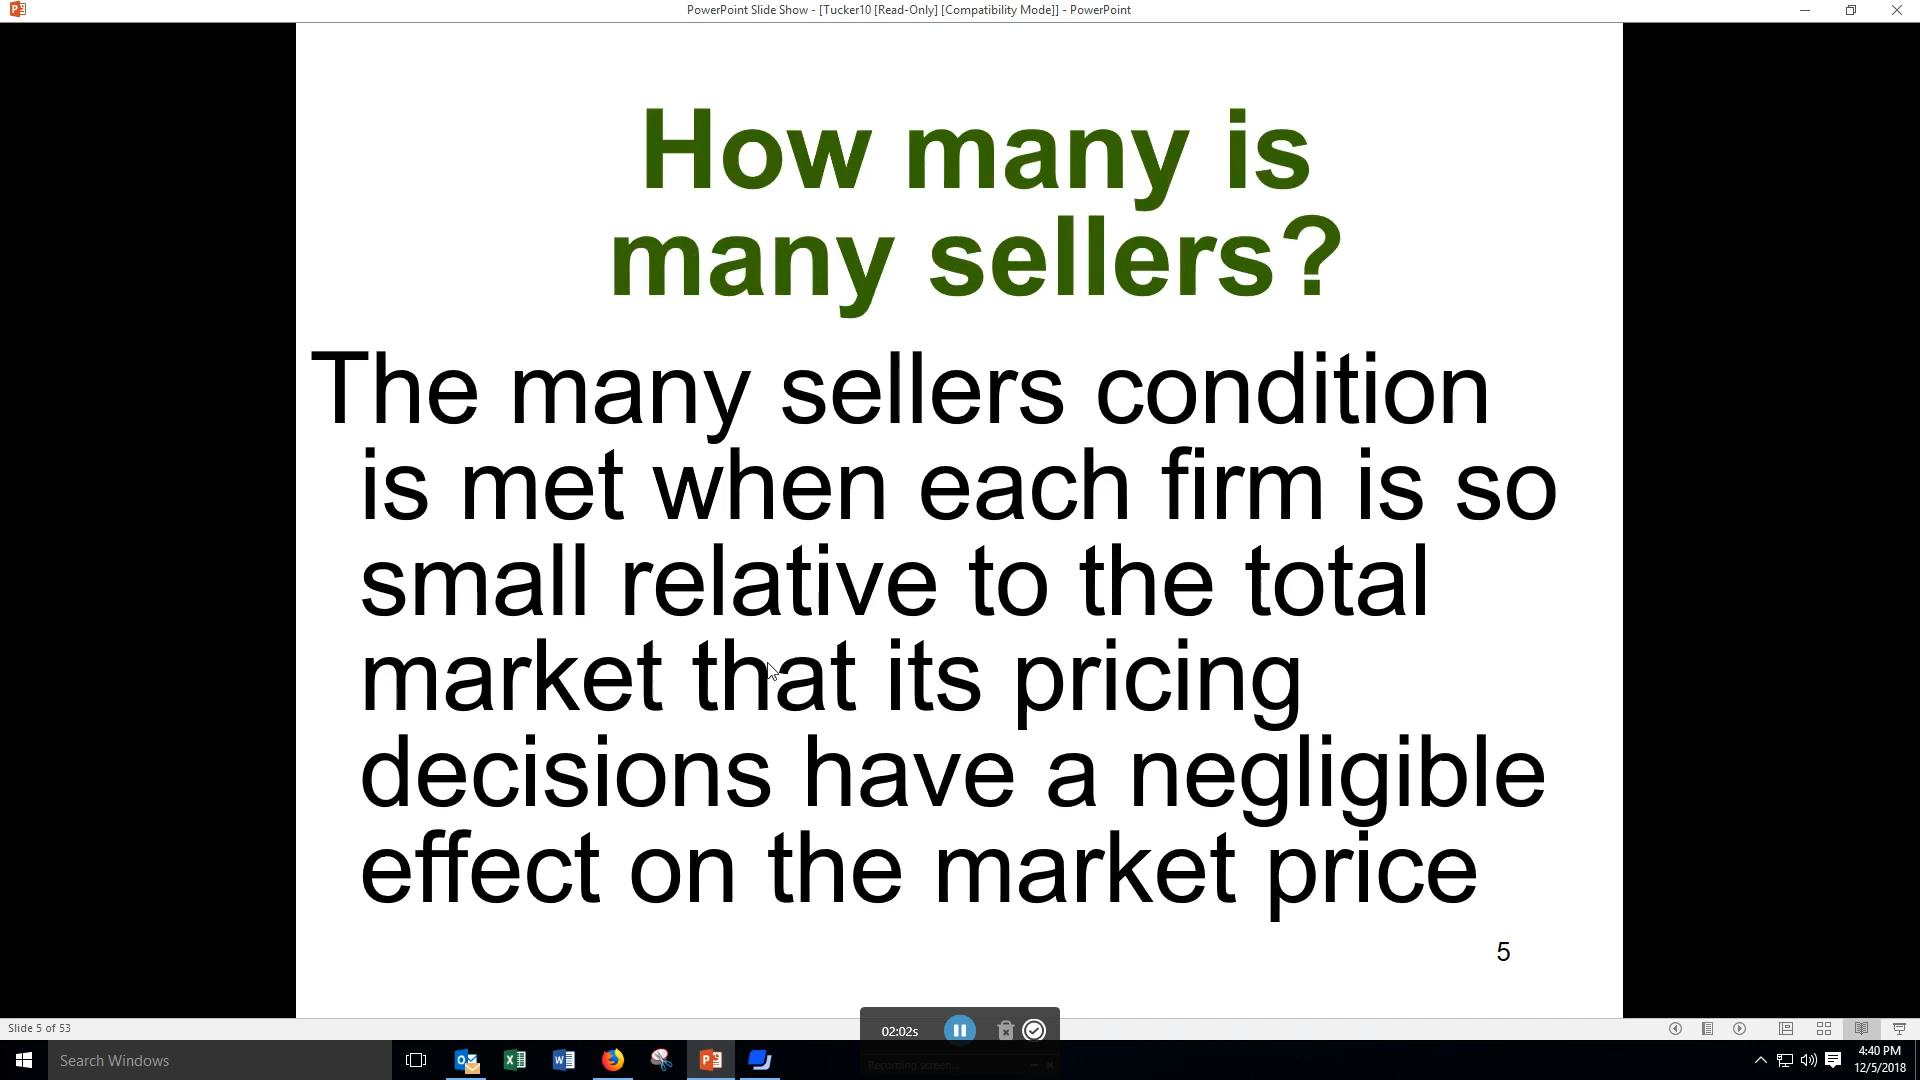 PowerPoint Slide Show - [Tucker10 [Read-Only] [Compatibility Mode]] - PowerPoint
How many is
many sellers?
The many sellers condition
is met when each firm is so
small relative to the total
market that its pricing
decisions have a negligible
effect on the market price
5
02:02s
Slide 5 of 53
Recording screen...
Search Windows
4:40 PM
12/5/2018